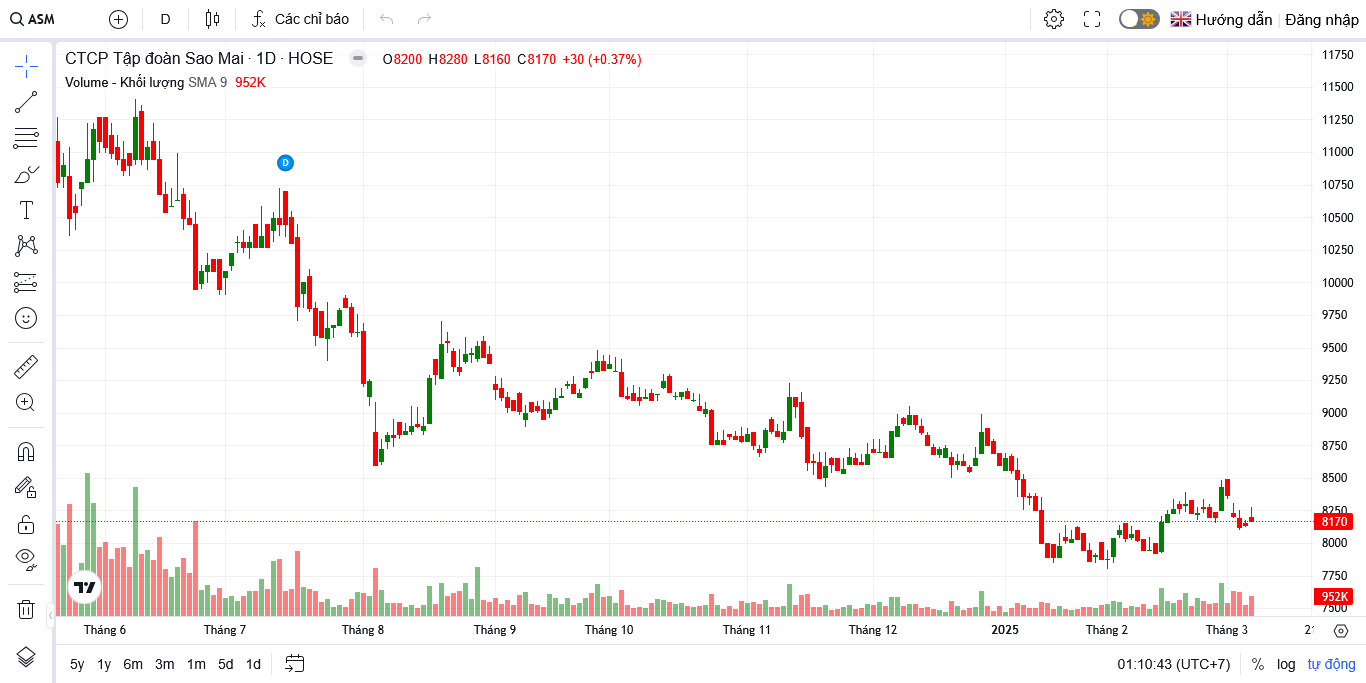 ASM D Các chỉ báo Hướng dẫn Đăng nhập
CTCP Tập đoàn Sao Mai · 1D · HOSE O8200 H8280 L8160 C8170 +30 (+0.37%)
Volume - Khối lượng SMA 9 952K
D
11750
11500
11250
11000
10750
10500
10250
10000
9750
9500
9250
9000
8750
8500
8250
8170
8000
7750
952K
7500
Tháng 6 Tháng 7 Tháng 8 Tháng 9 Tháng 10 Tháng 11 Tháng 12 2025 Tháng 2 Tháng 3
5y 1y 6m 3m 1m 5d 1d 01:10:43 (UTC+7) % log tự động